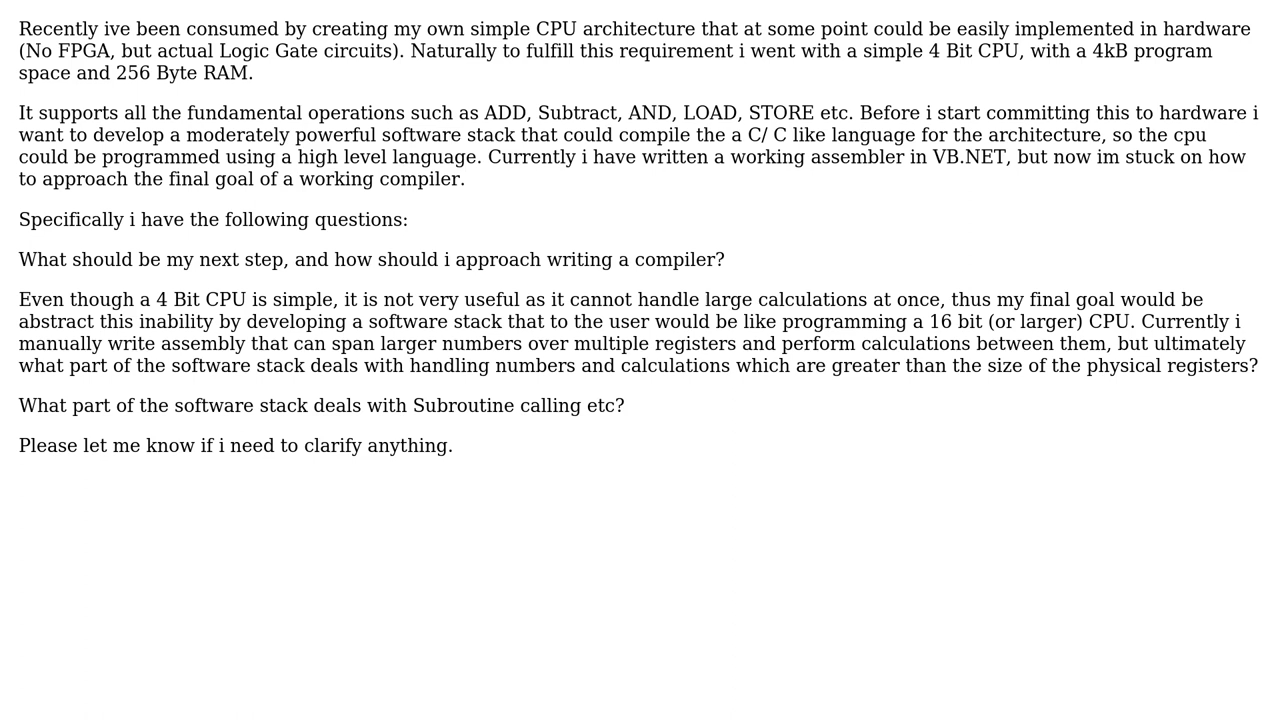 Recently ive been consumed by creating my own simple CPU architecture that at some point could be easily implemented in hardware
(No FPGA, but actual Logic Gate circuits). Naturally to fulfill this requirement i went with a simple 4 Bit CPU, with a 4kB program
space and 256 Byte RAM.
It supports all the fundamental operations such as ADD, Subtract, AND, LOAD, STORE etc. Before i start committing this to hardware i
want to develop a moderately powerful software stack that could compile the a C/ C like language for the architecture, so the cpu
could be programmed using a high level language. Currently i have written a working assembler in VB.NET, but now im stuck on how
to approach the final goal of a working compiler.
Specifically i have the following questions:
What should be my next step, and how should i approach writing a compiler?
Even though a 4 Bit CPU is simple, it is not very useful as it cannot handle large calculations at once, thus my final goal would be
abstract this inability by developing a software stack that to the user would be like programming a 16 bit (or larger) CPU. Currently i
manually write assembly that can span larger numbers over multiple registers and perform calculations between them, but ultimately
what part of the software stack deals with handling numbers and calculations which are greater than the size of the physical registers?
What part of the software stack deals with Subroutine calling etc?
Please let me know if i need to clarify anything.